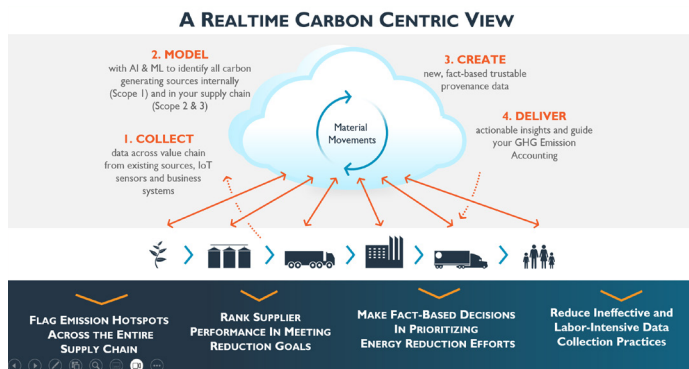 A REALTIME CARBON CENTRIC VIEW
2. MODEL
with AI & ML to identify all carbon
generating sources internally
(Scope 1) and in your supply chain
(Scope 2 & 3)
3. CREATE
new, fact-based trustable
provenance data
1. COLLECT
data across value chain
from existing sources, IoT
sensors and business
systems
Material
Movements
4. DELIVER
actionable insights and guide
your GHG Emission
Accounting
FLAG EMISSION HOTSPOTS
ACROSS THE ENTIRE
SUPPLY CHAIN
RANK SUPPLIER
PERFORMANCE IN MEETING
REDUCTION GOALS
MAKE FACT-BASED DECISIONS
IN PRIORITIZING
ENERGY REDUCTION EFFORTS
Reduce Ineffective and
Labor-Intensive Data
Collection Practices